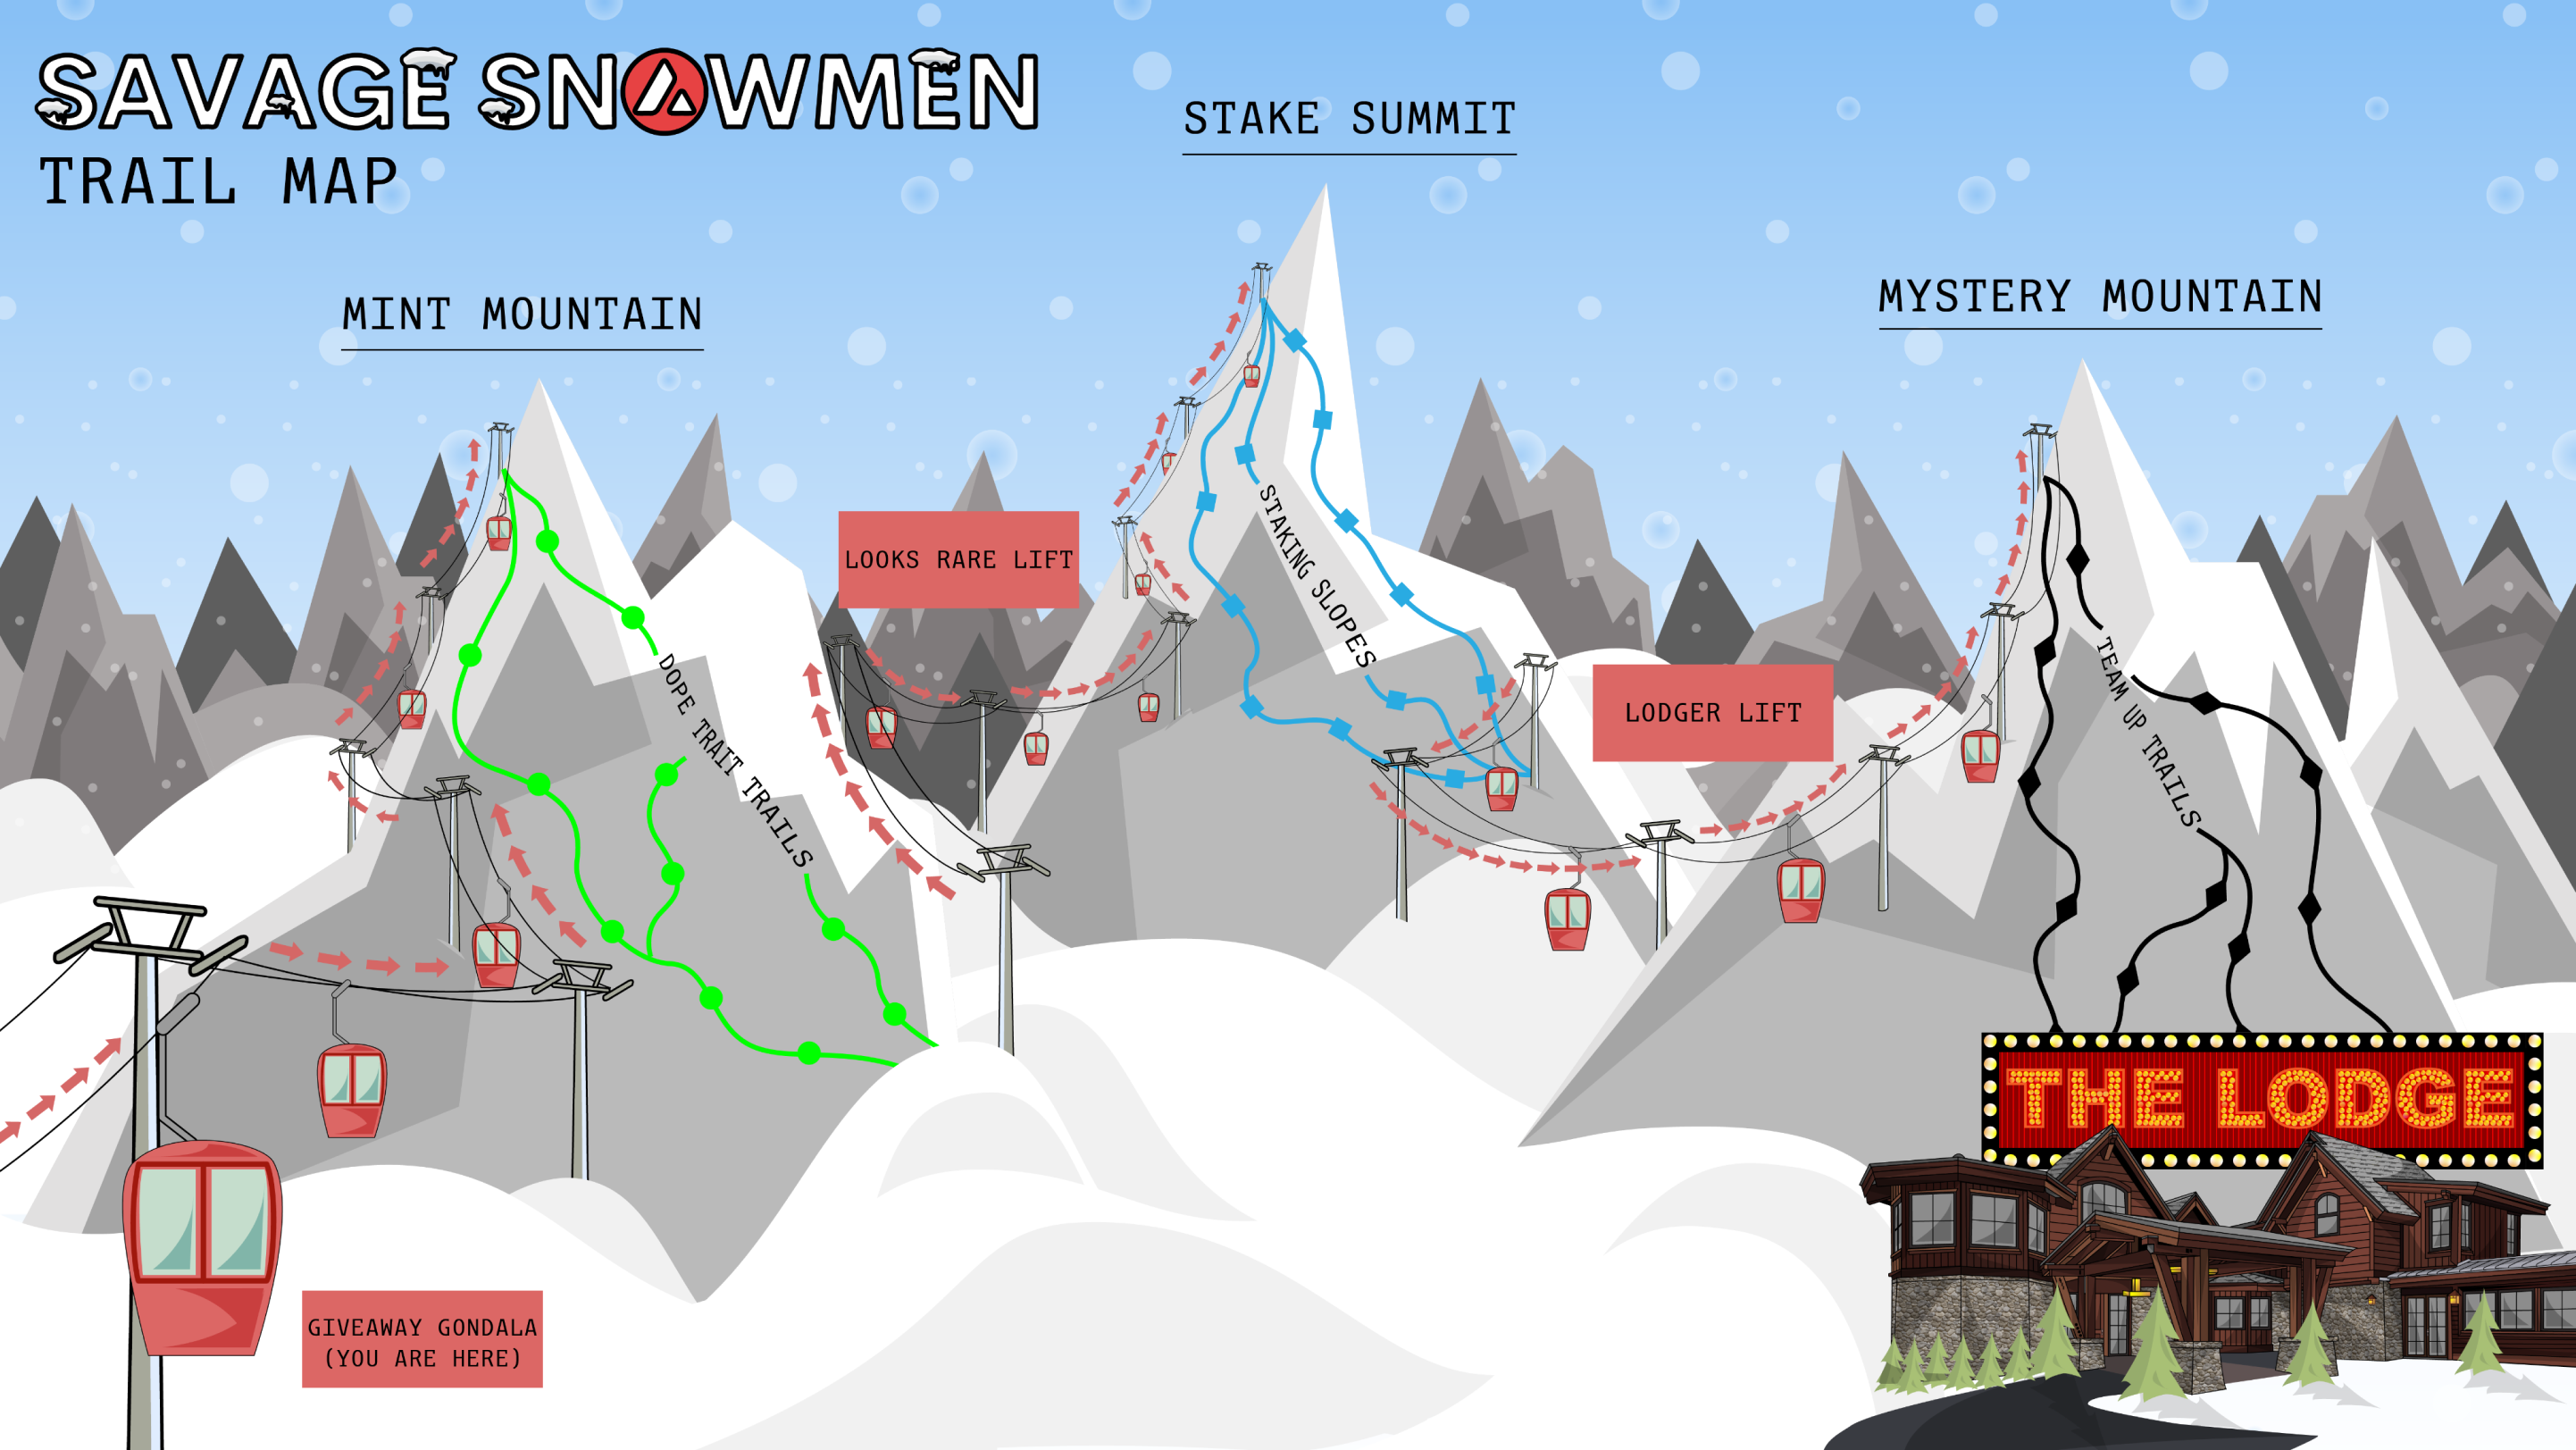 SAVAGE SNOWMEN
TRAIL MAP
STAKE SUMMIT
MINT MOUNTAIN
MYSTERY MOUNTAIN
LOOKS RARE LIFT
STAKING SLOPES
DOPE TRAIT TRAILS
LODGER LIFT
TEAM UP TRAILS
THE LODGE
GIVEAWAY GONDALA
(YOU ARE HERE)